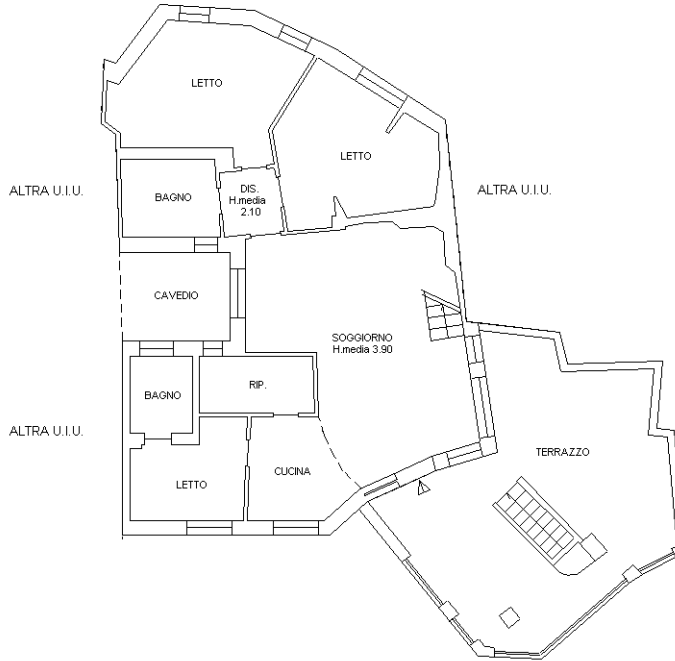 LETTO
LETTO
ALTRA U.I.U.
BAGNO
DIS.
H.media
2.10
ALTRA U.I.U.
CAVEDIO
SOGGIORNO
H.media 3.90
RIP.
BAGNO
ALTRA U.I.U.
TERRAZZO
LETTO
CUCINA